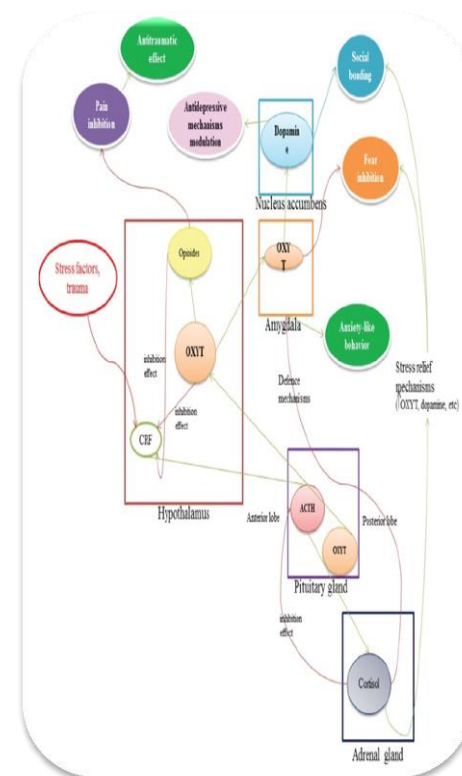 Antitraumatic
effect
Social
bonding
Pain
inhibition
Antidepressive
mechanisms
modulation
Dopamin
e
Fear
inhibition
Nucleus accumbens
Stress factors,
trauma
Opioides
OXY
T
Amygdala
Anxiety-like
behavior
OXYT
inhibition
effect
inhibition
effect
CRF
Hypothalamus
Defence
mechanisms
Stress relief
mechanisms
(OXYT, dopamine, etc)
Anterior lobe
ACTH
Posterior lobe
OXYT
Pituitary gland
inhibition
effect
Cortisol
Adrenal gland